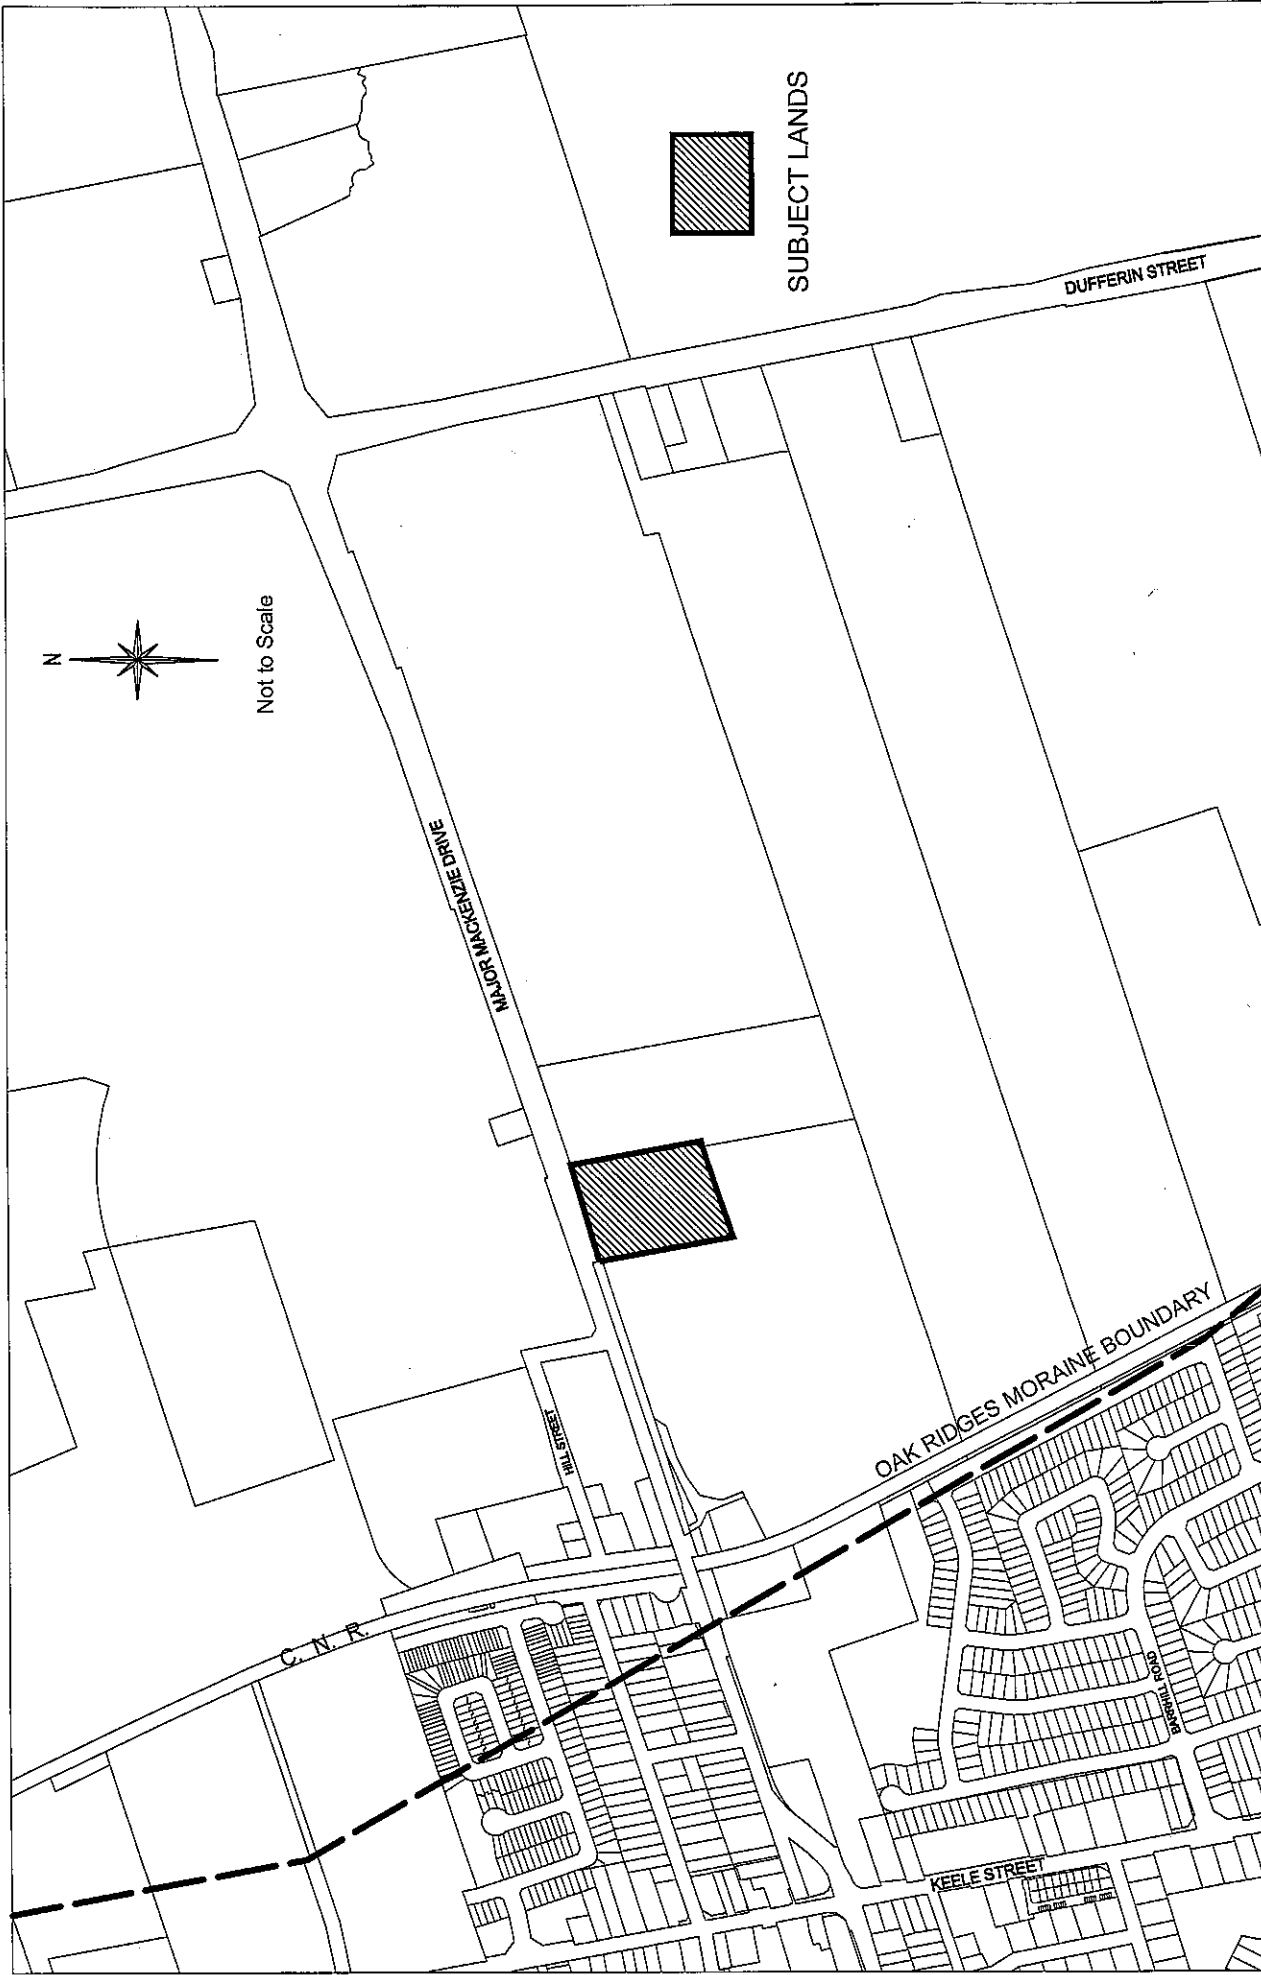 N
Not to Scale
SUBJECT LANDS
DUFFERIN STREET
MAJOR MACKENZIE DRIVE
HILL STREET
C. N. R.
OAK RIDGES MORAINE BOUNDARY
BARRHILL ROAD
KEELE STREET